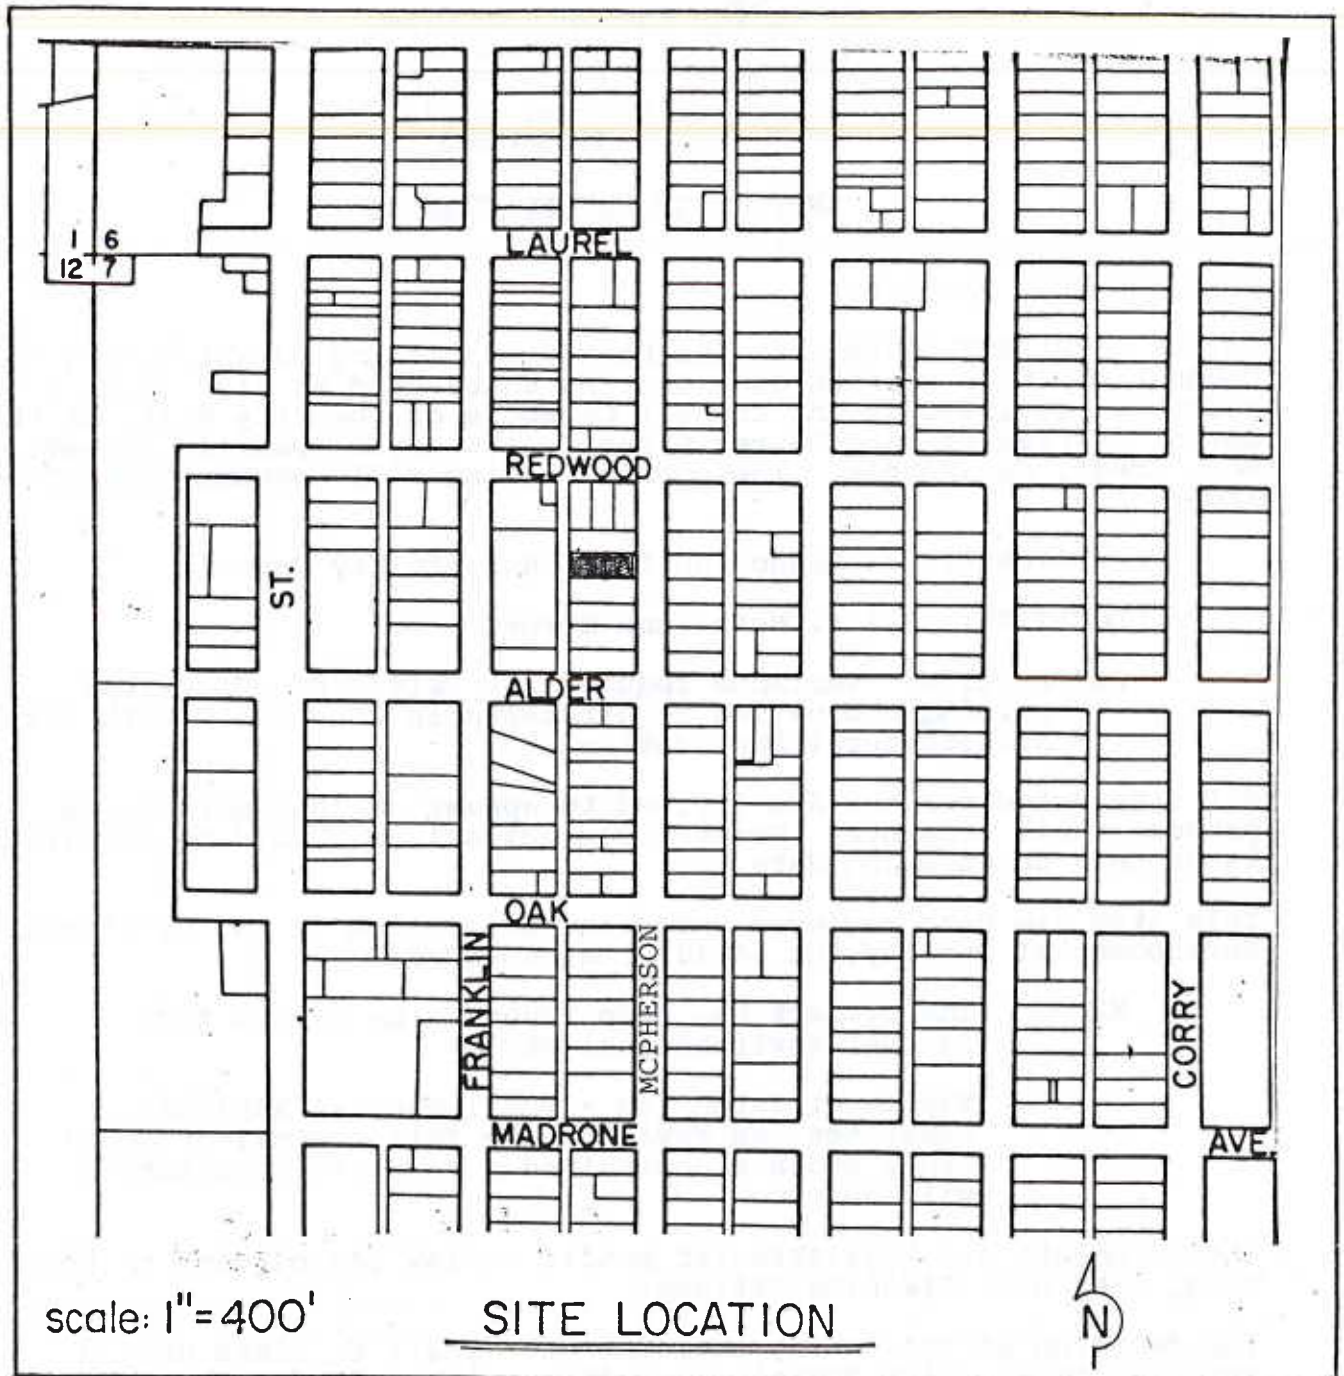 1 6
12 7
LAUREL
REDWOOD
ST.
ALDER
OAK
FRANKLIN
MCPHERSON
CORRY
MADRONE
AVE.
scale: 1"=400'
SITE LOCATION
N